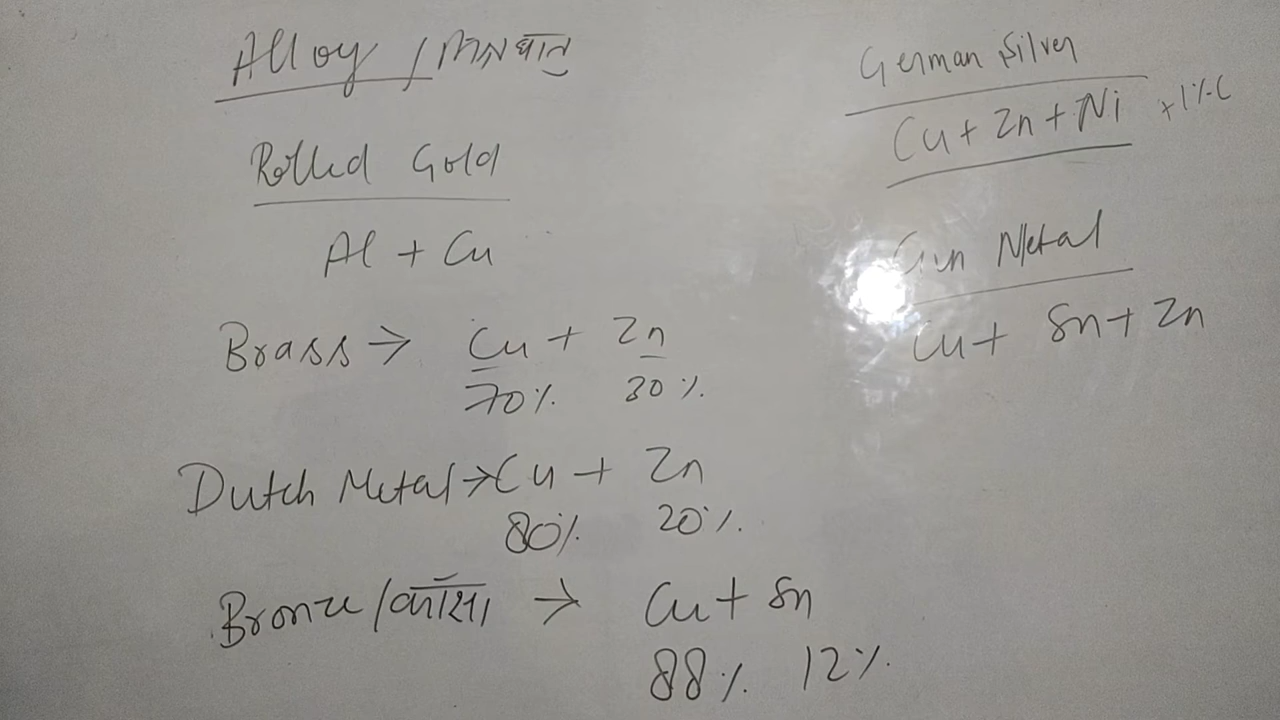 Alloy / मिश्रधातु
Rolled Gold
Al + Cu
Brass → Cu + Zn
70% 30%
Dutch Metal → Cu + Zn
80% 20%
Bronze / काँसा → Cu + Sn
88% 12%
German Silver
Cu + Zn + Ni + 1% C
Gun Metal
Cu + Sn + Zn